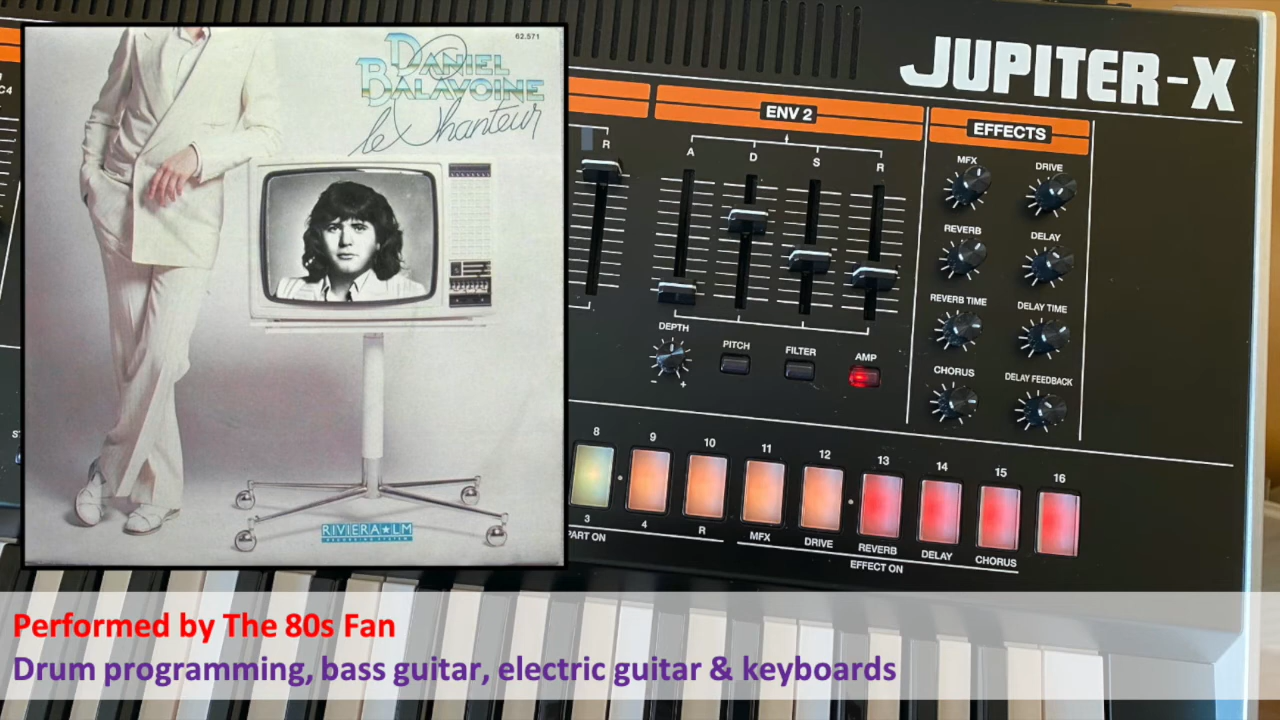 62.571
DANIEL
BALAVOINE
le Chanteur
RIVIERA★LM
JUPITER-X
C4
R
ENV 2
A
D
S
R
DEPTH
- +
PITCH
FILTER
AMP
EFFECTS
MFX
DRIVE
REVERB
DELAY
REVERB TIME
DELAY TIME
CHORUS
DELAY FEEDBACK
8 9 10 11 12 13 14 15 16
3 4 R MFX DRIVE REVERB DELAY CHORUS
PART ON
EFFECT ON
Performed by The 80s Fan
Drum programming, bass guitar, electric guitar & keyboards